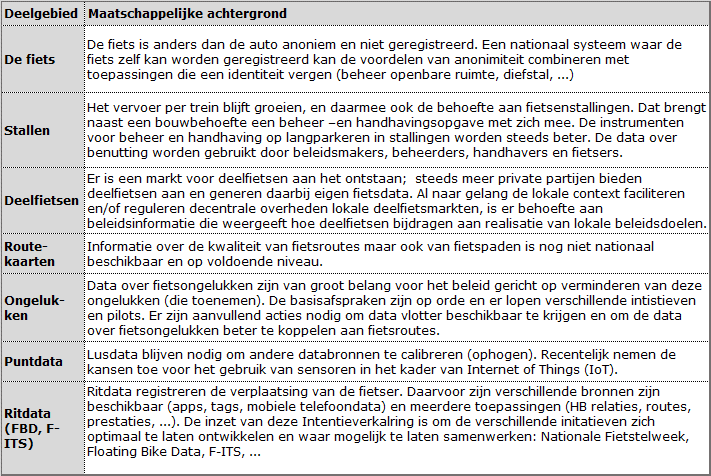 Deelgebied Maatschappelijke achtergrond
De fiets is anders dan de auto anoniem en niet geregistreerd. Een nationaal systeem waar de
De fiets fiets zelf kan worden geregistreerd kan de voordelen van anonimiteit combineren met
toepassingen die een identiteit vergen (beheer openbare ruimte, diefstal, ...)
Het vervoer per trein blijft groeien, en daarmee ook de behoefte aan fietsenstallingen. Dat brengt
Stallen naast een bouwbehoefte een beheer –en handhavingsopgave met zich mee. De instrumenten
voor beheer en handhaving op langparkeren in stallingen worden steeds beter. De data over
benutting worden gebruikt door beleidsmakers, beheerders, handhavers en fietsers.
Er is een markt voor deelfietsen aan het ontstaan; steeds meer private partijen bieden
Deelfietsen deelfietsen aan en generen daarbij eigen fietsdata. Al naar gelang de lokale context faciliteren
en/of reguleren decentrale overheden lokale deelfietsmarkten, is er behoefte aan
beleidsinformatie die weergeeft hoe deelfietsen bijdragen aan realisatie van lokale beleidsdoelen.
Route- Informatie over de kwaliteit van fietsroutes maar ook van fietspaden is nog niet nationaal
kaarten beschikbaar en op voldoende niveau.
Data over fietsongelukken zijn van groot belang voor het beleid gericht op verminderen van deze
Ongeluk- ongelukken (die toenemen). De basisafspraken zijn op orde en er lopen verschillende intistieven
ken en pilots. Er zijn aanvullend acties nodig om data vlotter beschikbaar te krijgen en om de data
over fietsongelukken beter te koppelen aan fietsroutes.
Puntdata Lusdata blijven nodig om andere databronnen te calibreren (ophogen). Recentelijk nemen de
kansen toe voor het gebruik van sensoren in het kader van Internet of Things (IoT).
Ritdata Ritdata registreren de verplaatsing van de fietser. Daarvoor zijn verschillende bronnen zijn
(FBD, F- beschikbaar (apps, tags, mobiele telefoondata) en meerdere toepassingen (HB relaties, routes,
ITS) prestaties, ...). De inzet van deze Intentieverkalring is om de verschillende initatieven zich
optimaal te laten ontwikkelen en waar mogelijk te laten samenwerken: Nationale Fietstelweek,
Floating Bike Data, F-ITS, ...